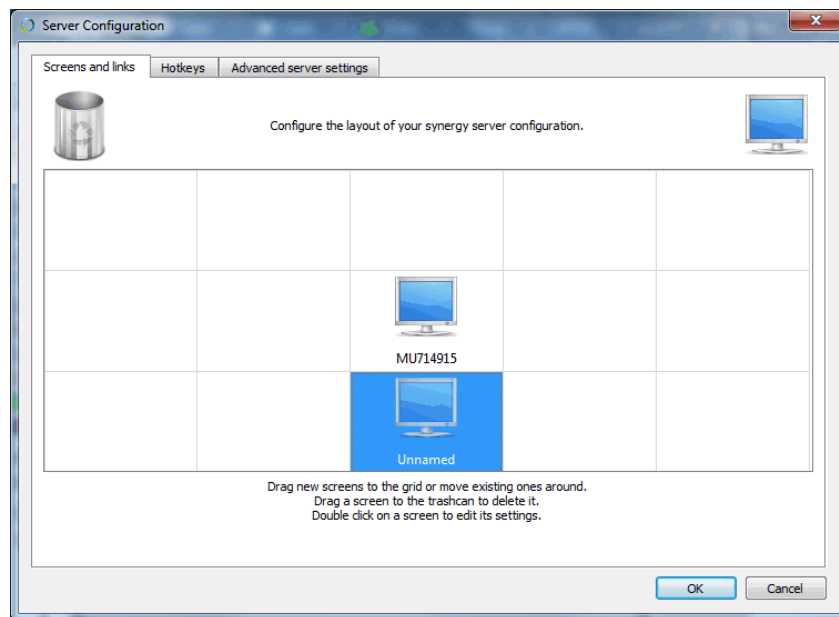 Server Configuration
Screens and links
Hotkeys
Advanced server settings
Configure the layout of your synergy server configuration.
MU714915
Unnamed
Drag new screens to the grid or move existing ones around.
Drag a screen to the trashcan to delete it.
Double click on a screen to edit its settings.
OK
Cancel